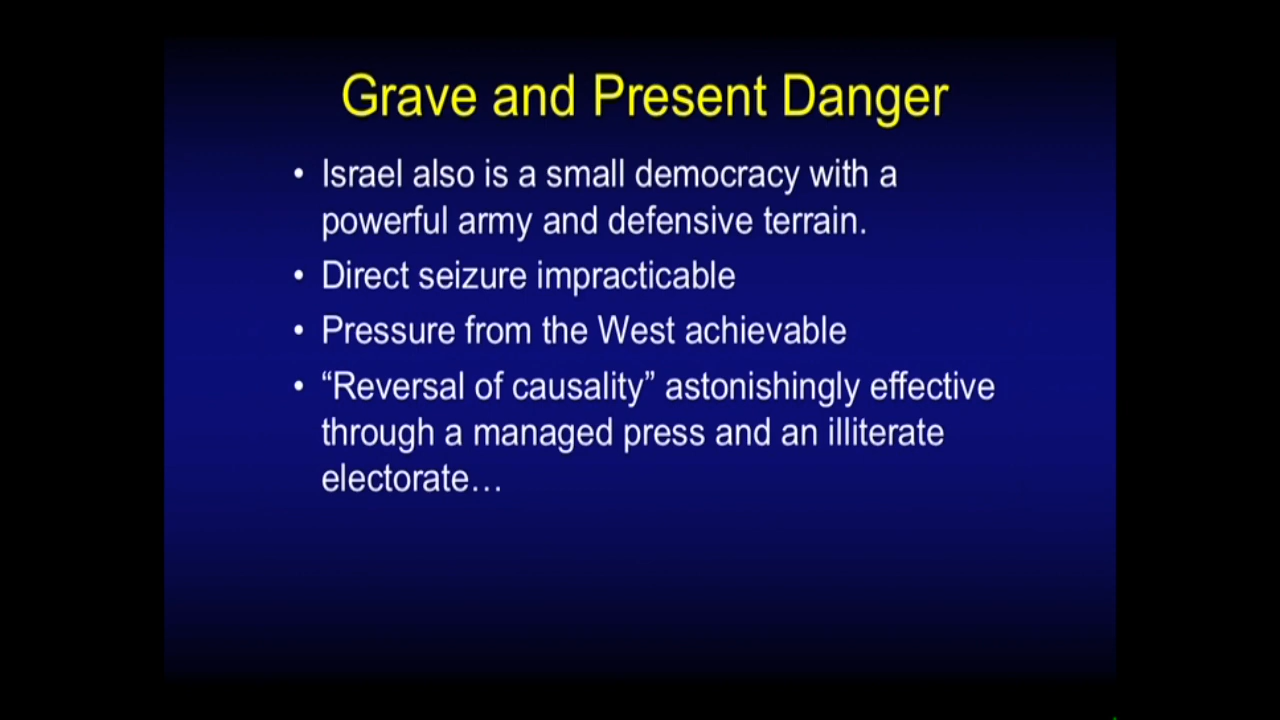 Grave and Present Danger
• Israel also is a small democracy with a
powerful army and defensive terrain.
• Direct seizure impracticable
• Pressure from the West achievable
• “Reversal of causality” astonishingly effective
through a managed press and an illiterate
electorate…